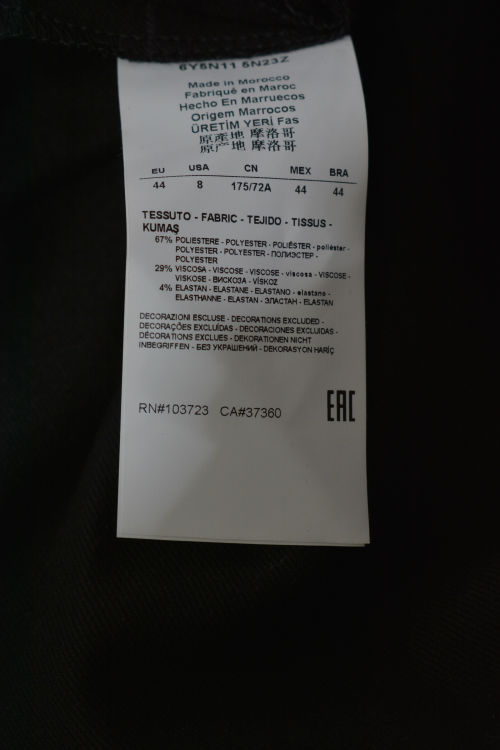 6Y5N11 5N23Z
Made in Morocco
Fabriqué en Maroc
Hecho En Marruecos
Origem Marrocos
ÜRETİM YERİ Fas
原産地 摩洛哥
原产地 摩洛哥
EU USA CN MEX BRA
44 8 175/72A 44 44
TESSUTO - FABRIC - TEJIDO - TISSUS -
KUMAŞ
67% POLIESTERE - POLYESTER - POLIÉSTER - poliéster -
POLYESTER - POLYESTER - ПОЛИЭСТЕР -
POLYESTER
29% VISCOSA - VISCOSE - VISCOSE - viscosa - VISCOSE -
VISKOSE - ВИСКОЗА - VİSKOZ
4% ELASTAN - ELASTANE - ELASTANO - elastano -
ELASTHANNE - ELASTAN - ЭЛАСТАН - ELASTAN
DECORAZIONI ESCLUSE - DECORATIONS EXCLUDED -
DECORAÇÕES EXCLUÍDAS - DECORACIONES EXCLUIDAS -
DÉCORATIONS EXCLUES - DEKORATIONEN NICHT
INBEGRIFFEN - БЕЗ УКРАШЕНИЙ - DEKORASYON HARİÇ
RN#103723 CA#37360 EAC